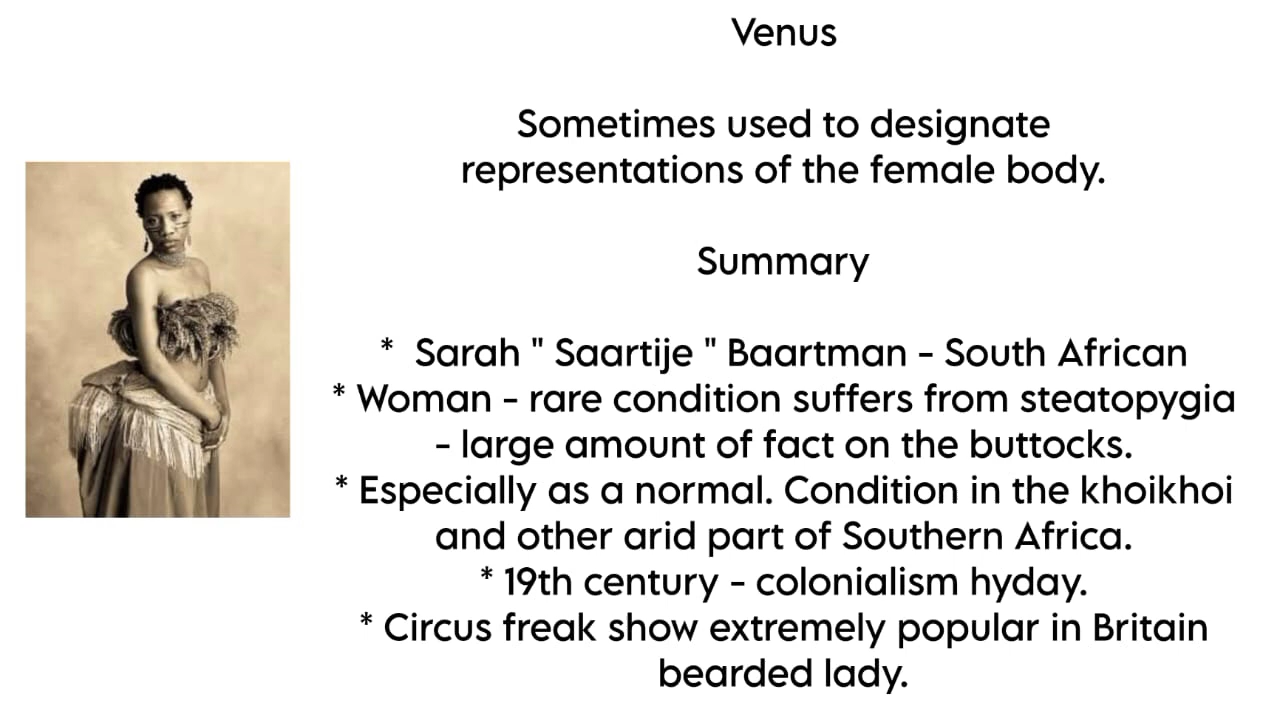 Venus
Sometimes used to designate
representations of the female body.
Summary
* Sarah " Saartije " Baartman - South African
* Woman - rare condition suffers from steatopygia
- large amount of fact on the buttocks.
* Especially as a normal. Condition in the khoikhoi
and other arid part of Southern Africa.
* 19th century - colonialism hyday.
* Circus freak show extremely popular in Britain
bearded lady.